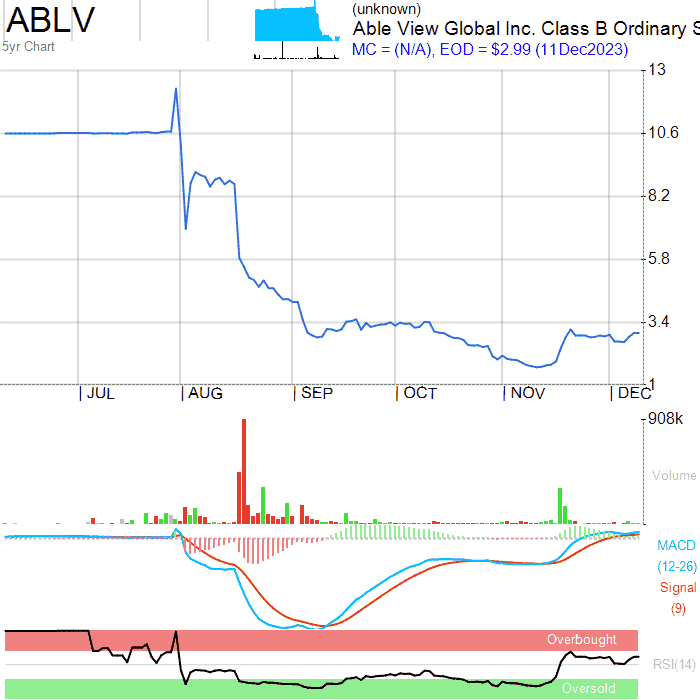 ABLV
5yr Chart
(unknown)
Able View Global Inc. Class B Ordinary S
MC = (N/A), EOD = $2.99 (11Dec2023)
13
10.6
8.2
5.8
3.4
1
JUL
AUG
SEP
OCT
NOV
DEC
908k
Volume
MACD
(12-26)
Signal
(9)
Overbought
RSI(14)
Oversold